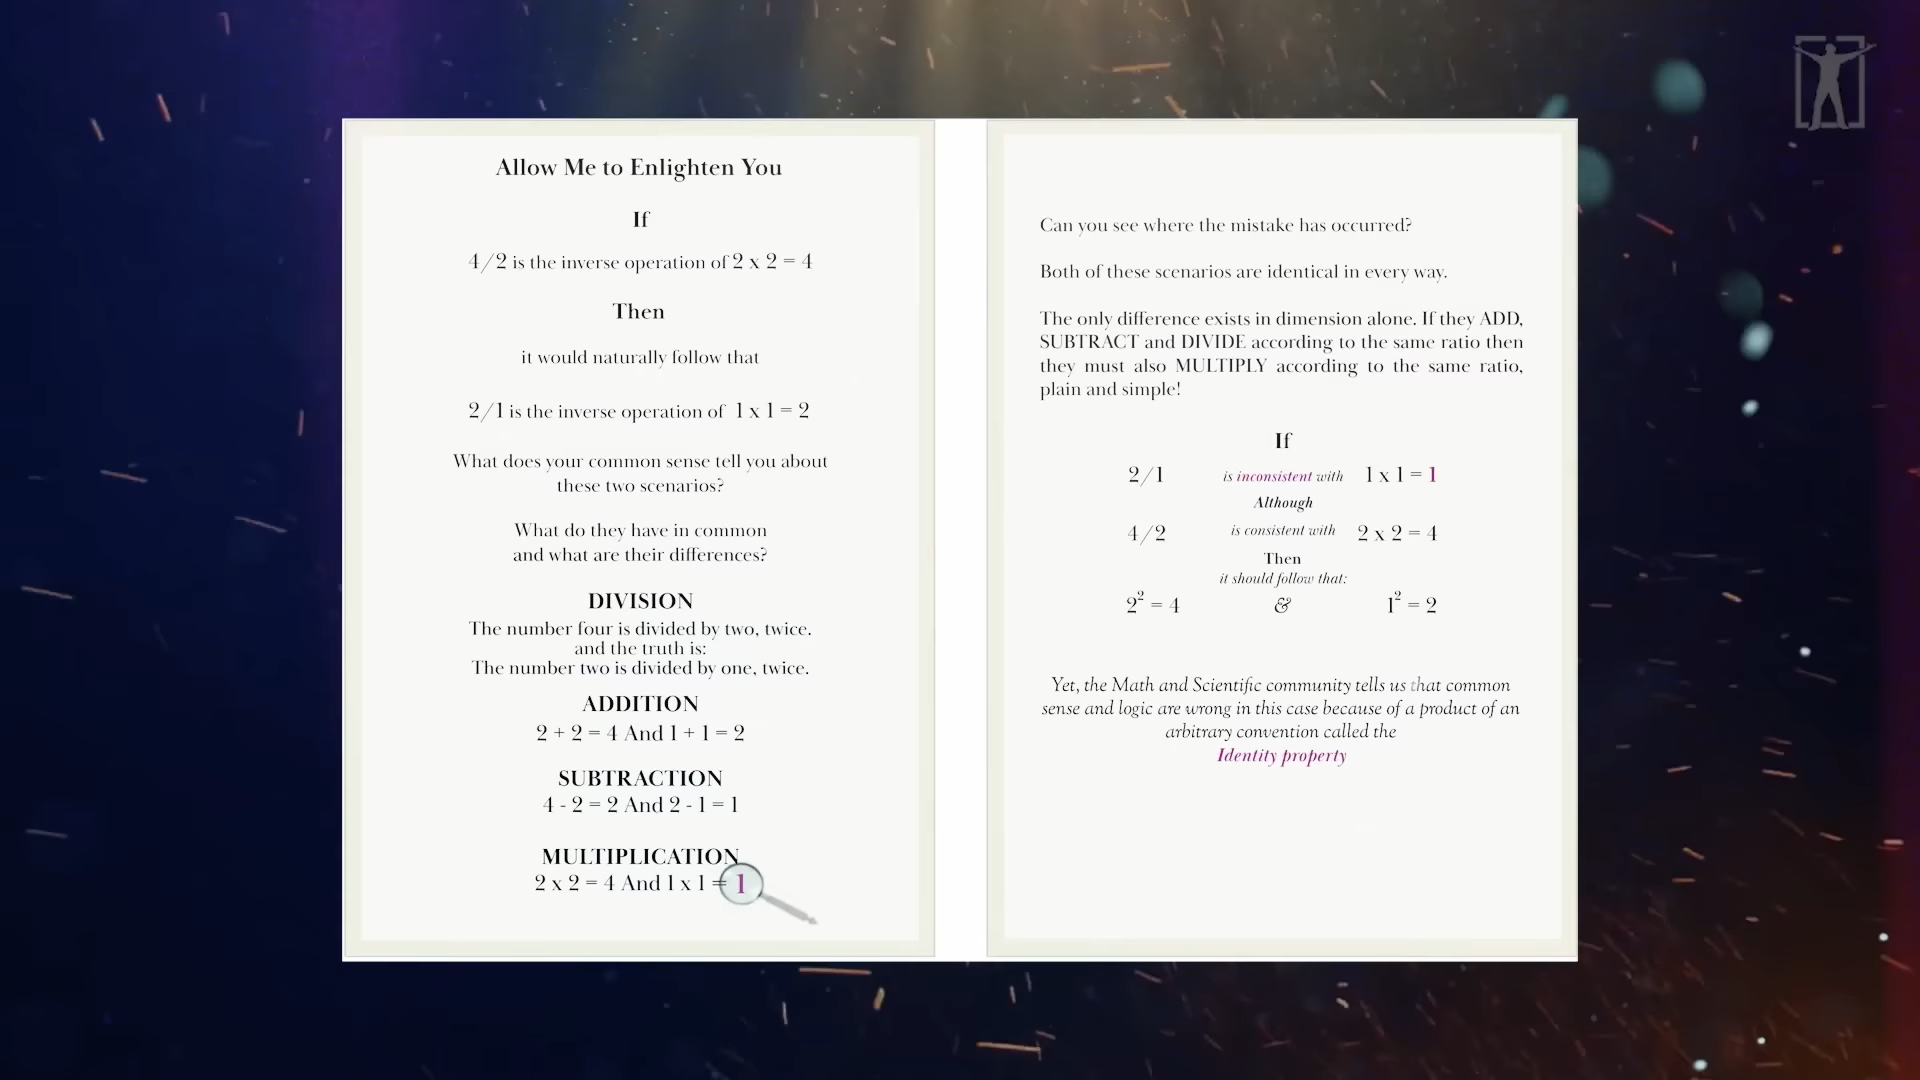 Allow Me to Enlighten You
If
4/2 is the inverse operation of 2 x 2 = 4
Then
it would naturally follow that
2/1 is the inverse operation of 1 x 1 = 2
What does your common sense tell you about
these two scenarios?
What do they have in common
and what are their differences?
DIVISION
The number four is divided by two, twice.
and the truth is:
The number two is divided by one, twice.
ADDITION
2 + 2 = 4 And 1 + 1 = 2
SUBTRACTION
4 - 2 = 2 And 2 - 1 = 1
MULTIPLICATION
2 x 2 = 4 And 1 x 1 = 1
Can you see where the mistake has occurred?
Both of these scenarios are identical in every way.
The only difference exists in dimension alone. If they ADD,
SUBTRACT and DIVIDE according to the same ratio then
they must also MULTIPLY according to the same ratio,
plain and simple!
If
2/1 is inconsistent with 1 x 1 = 1
Although
4/2 is consistent with 2 x 2 = 4
Then
it should follow that:
2² = 4 & 1² = 2
Yet, the Math and Scientific community tells us that common
sense and logic are wrong in this case because of a product of an
arbitrary convention called the
Identity property